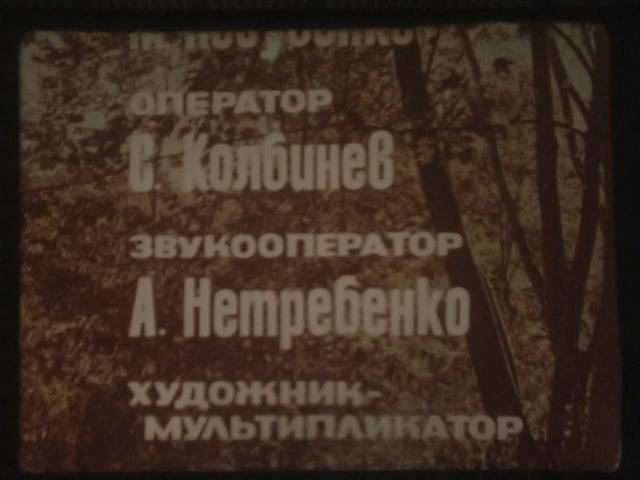 ОПЕРАТОР
С. Колбинев
ЗВУКООПЕРАТОР
А. Нетребенко
ХУДОЖНИК-
МУЛЬТИПЛИКАТОР